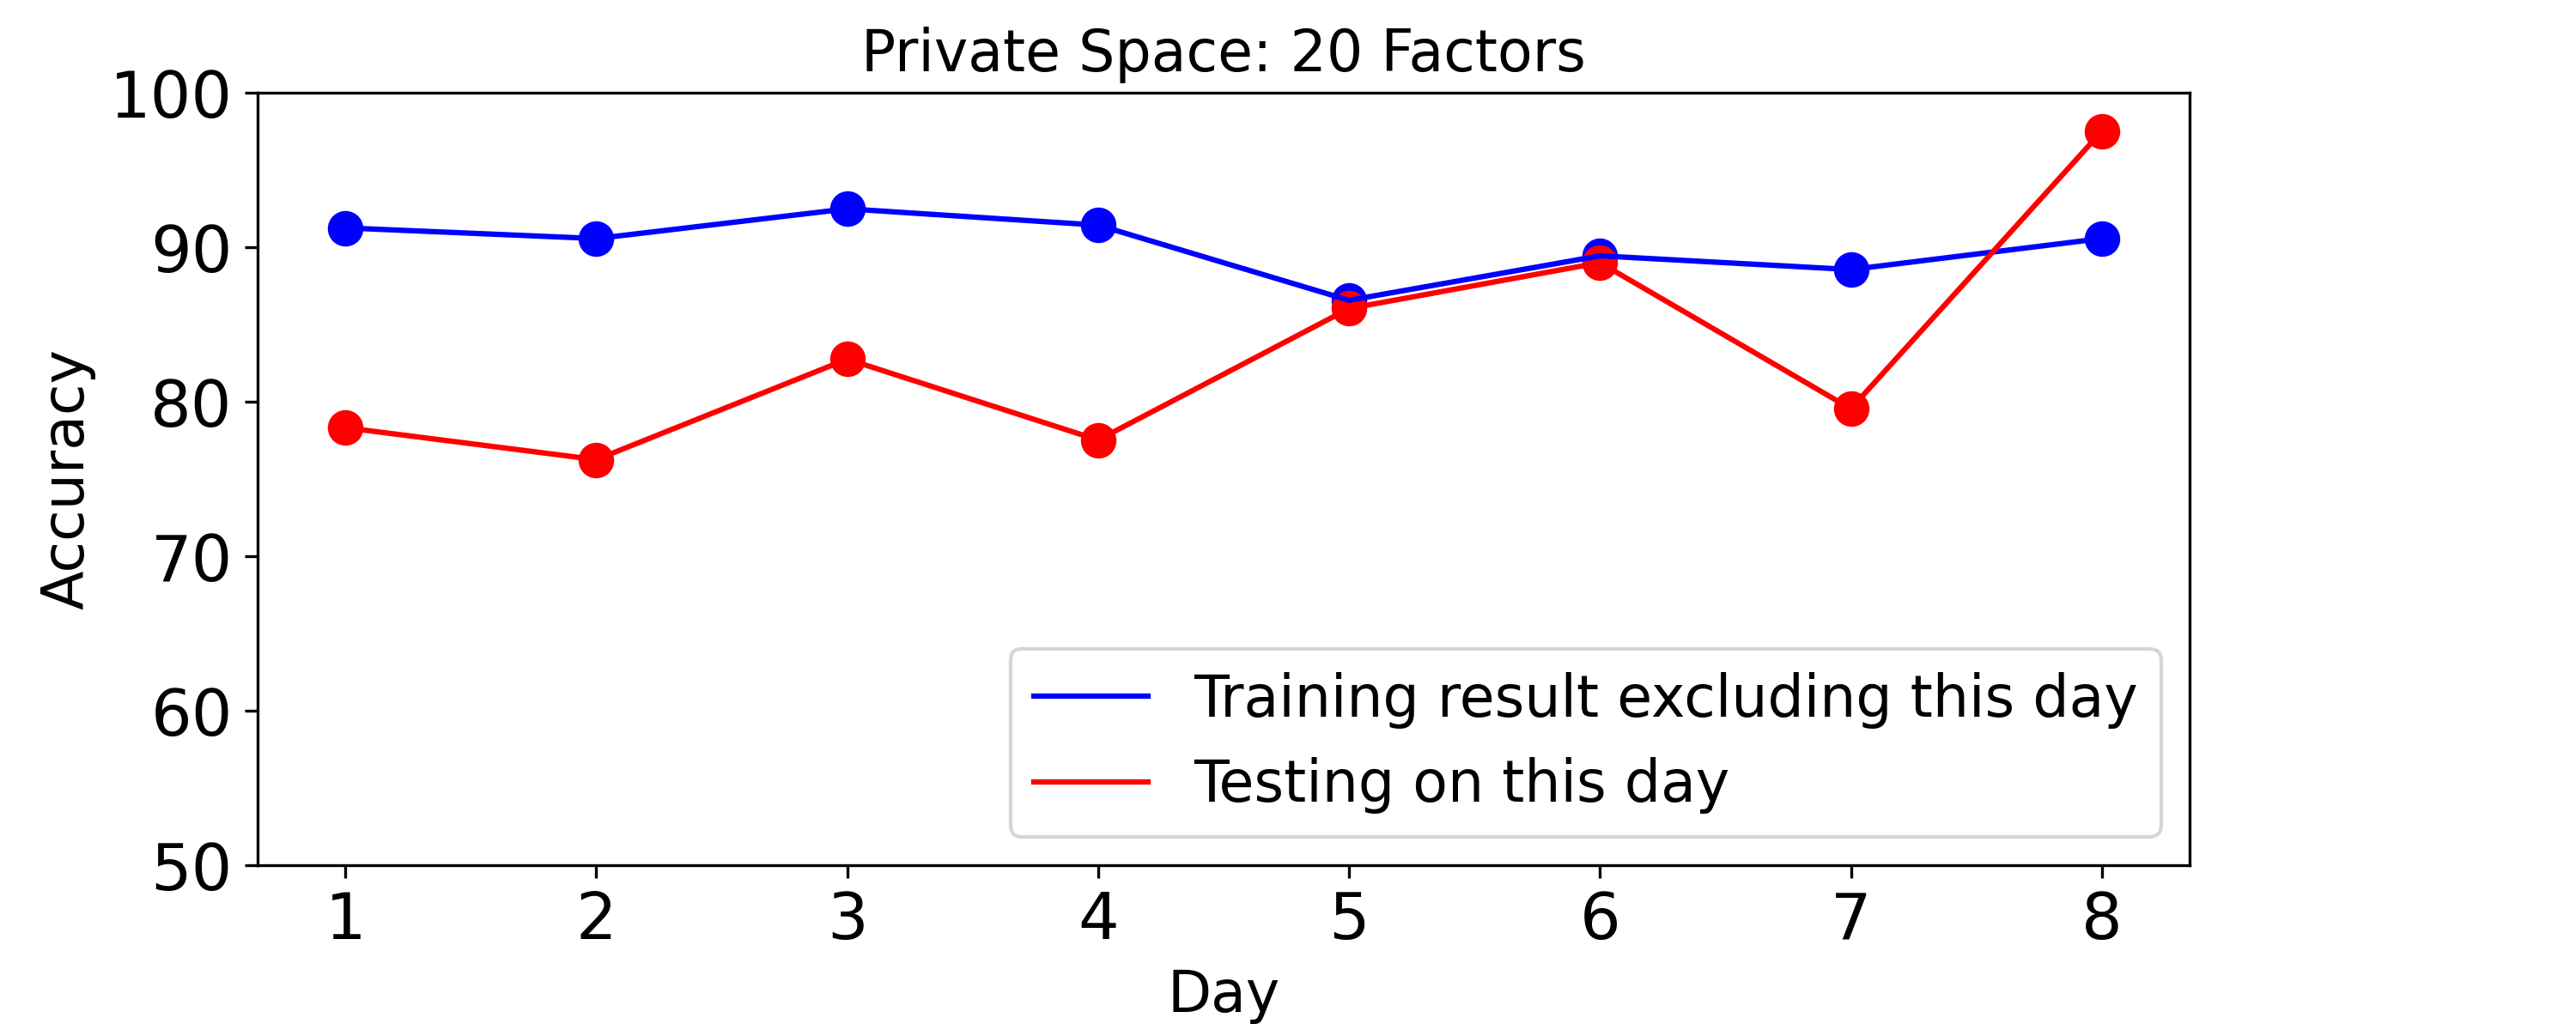 Private Space: 20 Factors
100
90
80
70
60
50
Accuracy
Training result excluding this day
Testing on this day
1 2 3 4 5 6 7 8
Day